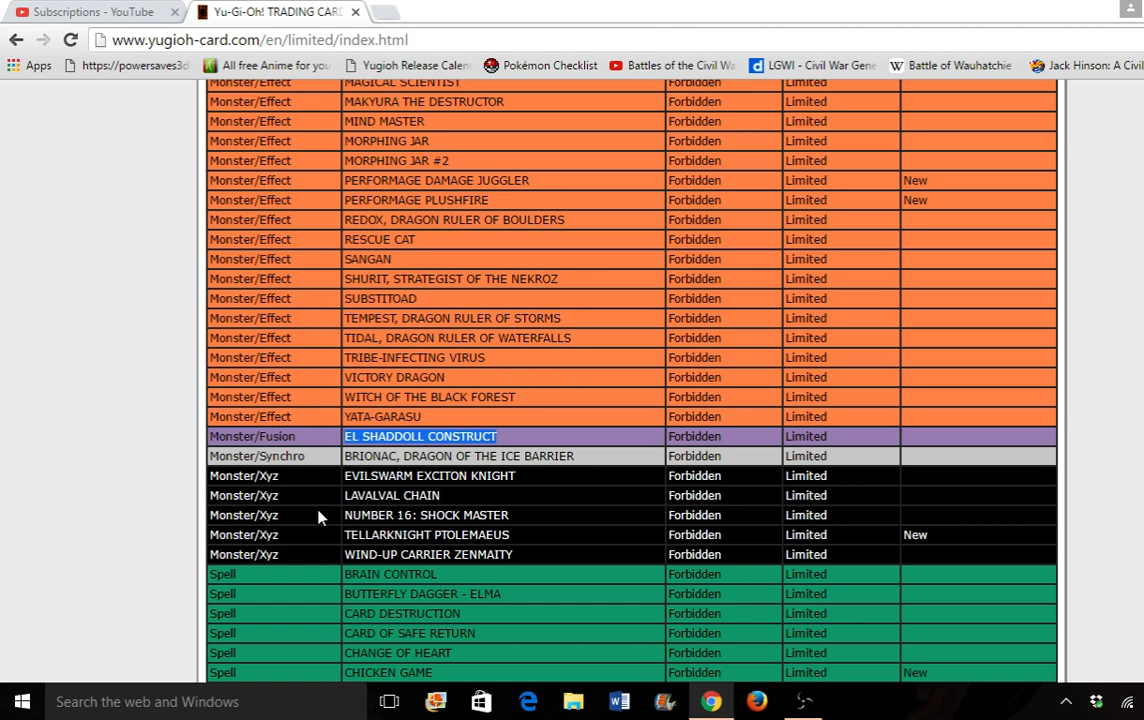 Subscriptions - YouTube
Yu-Gi-Oh! TRADING CARD
www.yugioh-card.com/en/limited/index.html
Apps https://powersaves3d All free Anime for you Yugioh Release Calen Pokémon Checklist Battles of the Civil Wa LGWI - Civil War Gene Battle of Wauhatchie Jack Hinson: A Civil
Monster/Effect MAGICAL SCIENTIST Forbidden Limited
Monster/Effect MAKYURA THE DESTRUCTOR Forbidden Limited
Monster/Effect MIND MASTER Forbidden Limited
Monster/Effect MORPHING JAR Forbidden Limited
Monster/Effect MORPHING JAR #2 Forbidden Limited
Monster/Effect PERFORMAGE DAMAGE JUGGLER Forbidden Limited New
Monster/Effect PERFORMAGE PLUSHFIRE Forbidden Limited New
Monster/Effect REDOX, DRAGON RULER OF BOULDERS Forbidden Limited
Monster/Effect RESCUE CAT Forbidden Limited
Monster/Effect SANGAN Forbidden Limited
Monster/Effect SHURIT, STRATEGIST OF THE NEKROZ Forbidden Limited
Monster/Effect SUBSTITOAD Forbidden Limited
Monster/Effect TEMPEST, DRAGON RULER OF STORMS Forbidden Limited
Monster/Effect TIDAL, DRAGON RULER OF WATERFALLS Forbidden Limited
Monster/Effect TRIBE-INFECTING VIRUS Forbidden Limited
Monster/Effect VICTORY DRAGON Forbidden Limited
Monster/Effect WITCH OF THE BLACK FOREST Forbidden Limited
Monster/Effect YATA-GARASU Forbidden Limited
Monster/Fusion EL SHADDOLL CONSTRUCT Forbidden Limited
Monster/Synchro BRIONAC, DRAGON OF THE ICE BARRIER Forbidden Limited
Monster/Xyz EVILSWARM EXCITON KNIGHT Forbidden Limited
Monster/Xyz LAVALVAL CHAIN Forbidden Limited
Monster/Xyz NUMBER 16: SHOCK MASTER Forbidden Limited
Monster/Xyz TELLARKNIGHT PTOLEMAEUS Forbidden Limited New
Monster/Xyz WIND-UP CARRIER ZENMAITY Forbidden Limited
Spell BRAIN CONTROL Forbidden Limited
Spell BUTTERFLY DAGGER - ELMA Forbidden Limited
Spell CARD DESTRUCTION Forbidden Limited
Spell CARD OF SAFE RETURN Forbidden Limited
Spell CHANGE OF HEART Forbidden Limited
Spell CHICKEN GAME Forbidden Limited New
Search the web and Windows